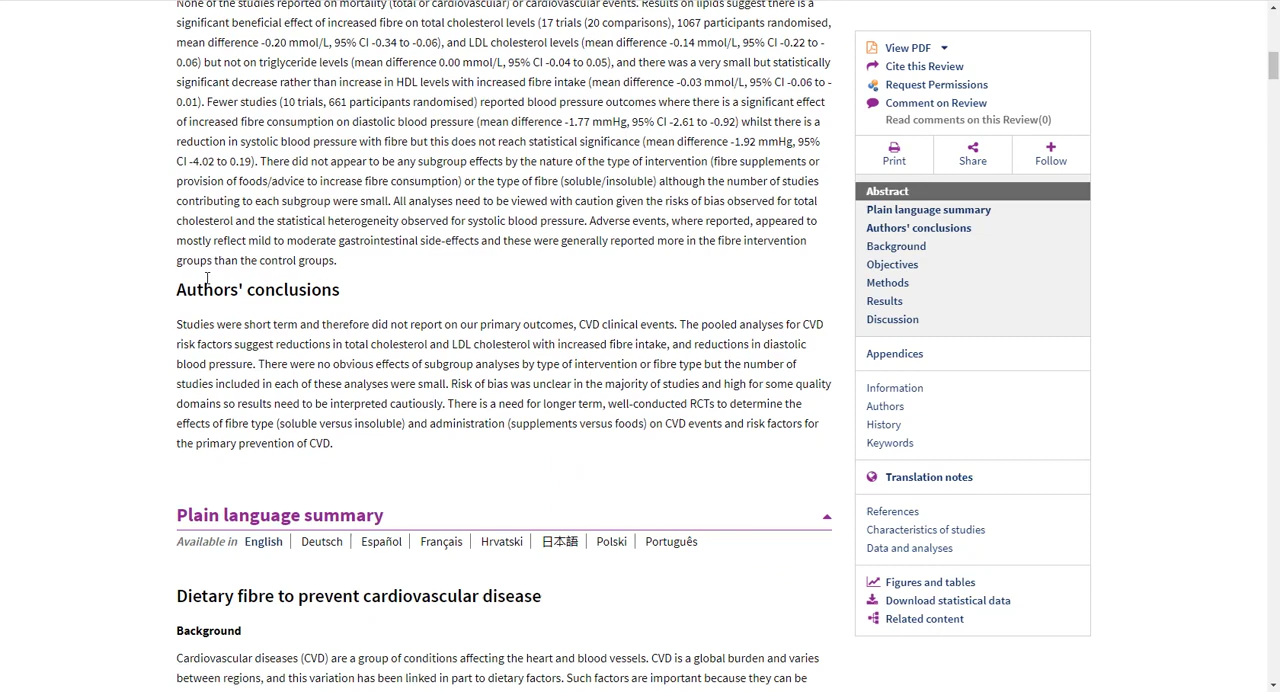 None of the studies reported on mortality (total or cardiovascular) or cardiovascular events. Results on lipids suggest there is a
significant beneficial effect of increased fibre on total cholesterol levels (17 trials (20 comparisons), 1067 participants randomised,
mean difference -0.20 mmol/L, 95% CI -0.34 to -0.06), and LDL cholesterol levels (mean difference -0.14 mmol/L, 95% CI -0.22 to -
0.06) but not on triglyceride levels (mean difference 0.00 mmol/L, 95% CI -0.04 to 0.05), and there was a very small but statistically
significant decrease rather than increase in HDL levels with increased fibre intake (mean difference -0.03 mmol/L, 95% CI -0.06 to -
0.01). Fewer studies (10 trials, 661 participants randomised) reported blood pressure outcomes where there is a significant effect
of increased fibre consumption on diastolic blood pressure (mean difference -1.77 mmHg, 95% CI -2.61 to -0.92) whilst there is a
reduction in systolic blood pressure with fibre but this does not reach statistical significance (mean difference -1.92 mmHg, 95%
CI -4.02 to 0.19). There did not appear to be any subgroup effects by the nature of the type of intervention (fibre supplements or
provision of foods/advice to increase fibre consumption) or the type of fibre (soluble/insoluble) although the number of studies
contributing to each subgroup were small. All analyses need to be viewed with caution given the risks of bias observed for total
cholesterol and the statistical heterogeneity observed for systolic blood pressure. Adverse events, where reported, appeared to
mostly reflect mild to moderate gastrointestinal side-effects and these were generally reported more in the fibre intervention
groups than the control groups.
Authors' conclusions
Studies were short term and therefore did not report on our primary outcomes, CVD clinical events. The pooled analyses for CVD
risk factors suggest reductions in total cholesterol and LDL cholesterol with increased fibre intake, and reductions in diastolic
blood pressure. There were no obvious effects of subgroup analyses by type of intervention or fibre type but the number of
studies included in each of these analyses were small. Risk of bias was unclear in the majority of studies and high for some quality
domains so results need to be interpreted cautiously. There is a need for longer term, well-conducted RCTs to determine the
effects of fibre type (soluble versus insoluble) and administration (supplements versus foods) on CVD events and risk factors for
the primary prevention of CVD.
Plain language summary
Available in English | Deutsch | Español | Français | Hrvatski | 日本語 | Polski | Português
Dietary fibre to prevent cardiovascular disease
Background
Cardiovascular diseases (CVD) are a group of conditions affecting the heart and blood vessels. CVD is a global burden and varies
between regions, and this variation has been linked in part to dietary factors. Such factors are important because they can be
View PDF
Cite this Review
Request Permissions
Comment on Review
Read comments on this Review(0)
Print
Share
Follow
Abstract
Plain language summary
Authors' conclusions
Background
Objectives
Methods
Results
Discussion
Appendices
Information
Authors
History
Keywords
Translation notes
References
Characteristics of studies
Data and analyses
Figures and tables
Download statistical data
Related content